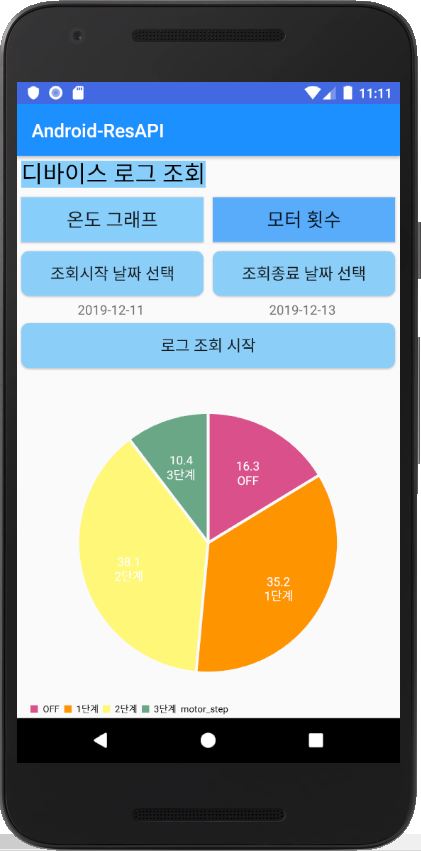 11:11
Android-ResAPI
디바이스 로그 조회
온도 그래프
모터 횟수
조회시작 날짜 선택
조회종료 날짜 선택
2019-12-11
2019-12-13
로그 조회 시작
10.4
3단계
16.3
OFF
38.1
2단계
35.2
1단계
OFF 1단계 2단계 3단계 motor_step